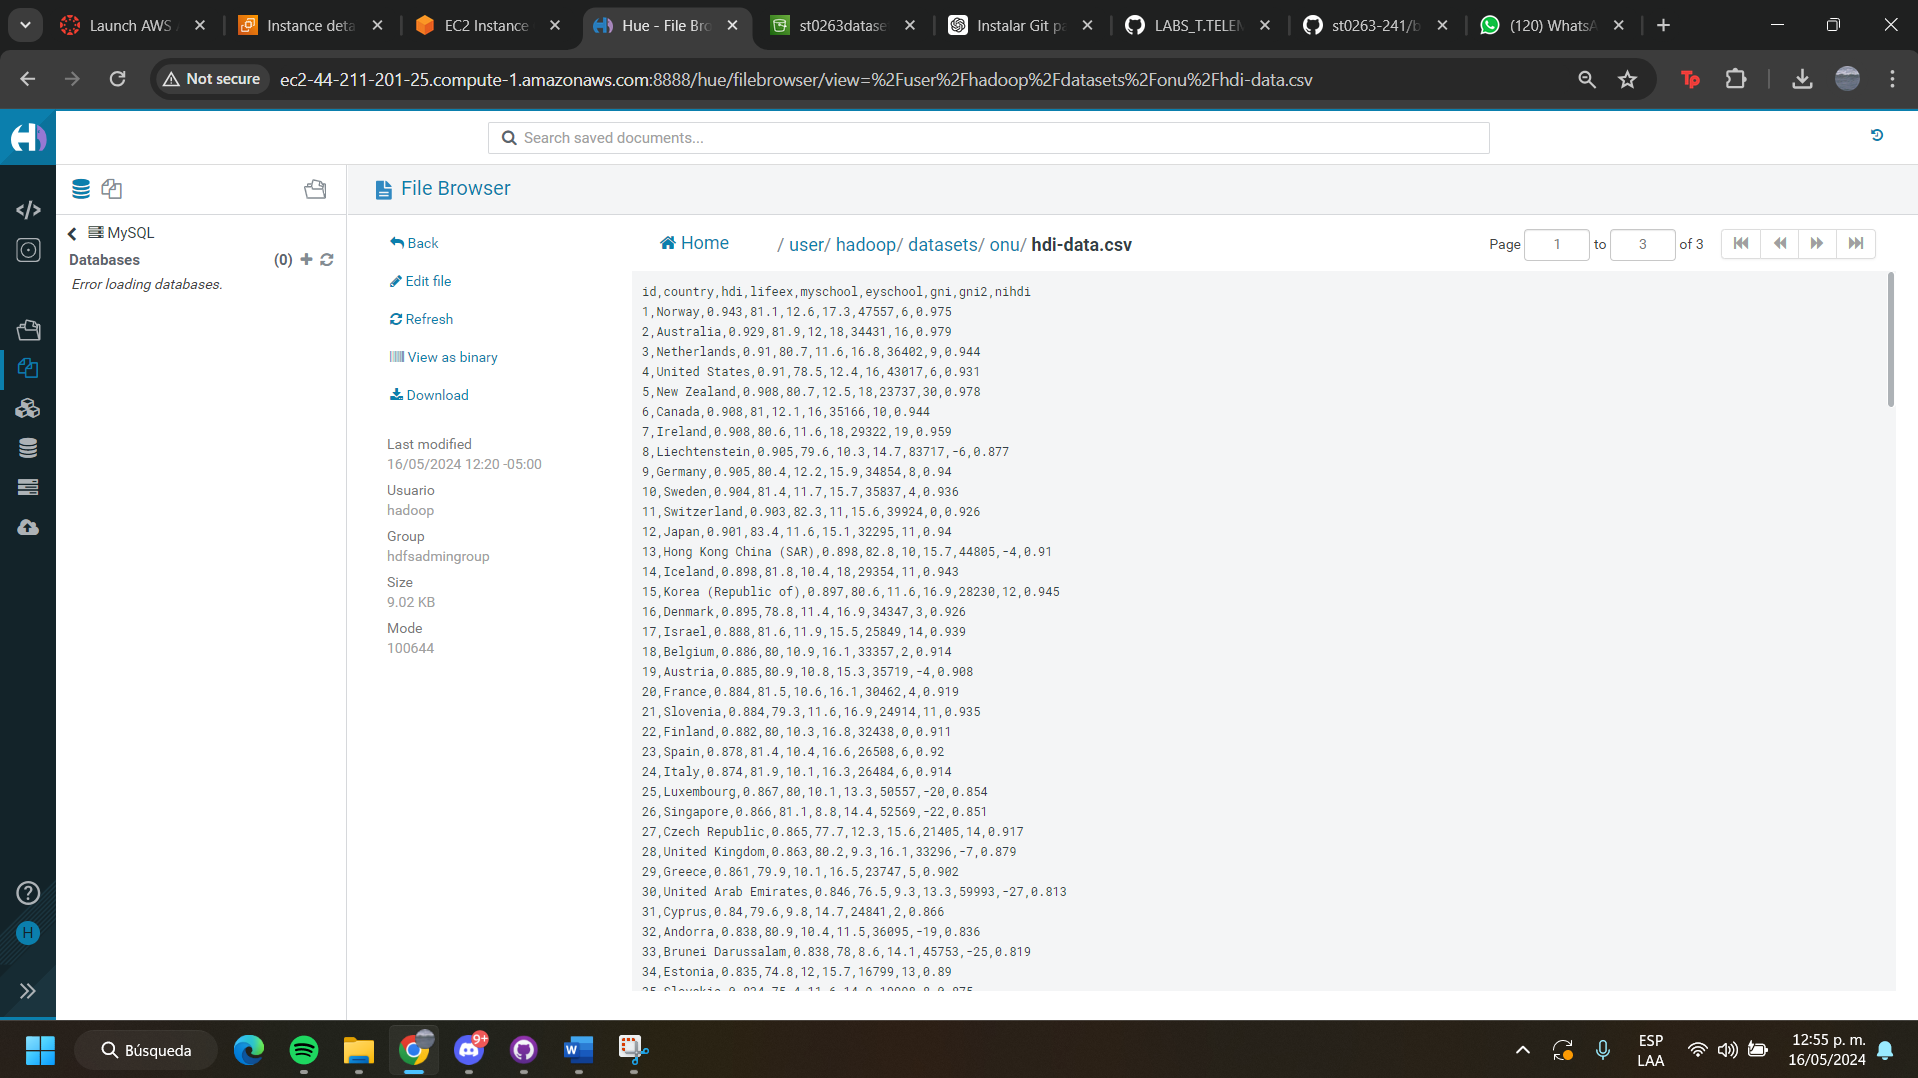 Launch AWS A
Instance deta
EC2 Instance
Hue - File Bro
st0263datase
Instalar Git pa
LABS_T.TELEM
st0263-241/b
(120) WhatsA
Not secure
ec2-44-211-201-25.compute-1.amazonaws.com:8888/hue/filebrowser/view=%2Fuser%2Fhadoop%2Fdatasets%2Fonu%2Fhdi-data.csv
Tp
Search saved documents...
File Browser
MySQL
Databases (0)
Error loading databases.
Back
Edit file
Refresh
View as binary
Download
Last modified
16/05/2024 12:20 -05:00
Usuario
hadoop
Group
hdfsadmingroup
Size
9.02 KB
Mode
100644
Home / user/ hadoop/ datasets/ onu/ hdi-data.csv
Page 1 to 3 of 3
id,country,hdi,lifeex,myschool,eyschool,gni,gni2,nihdi
1,Norway,0.943,81.1,12.6,17.3,47557,6,0.975
2,Australia,0.929,81.9,12,18,34431,16,0.979
3,Netherlands,0.91,80.7,11.6,16.8,36402,9,0.944
4,United States,0.91,78.5,12.4,16,43017,6,0.931
5,New Zealand,0.908,80.7,12.5,18,23737,30,0.978
6,Canada,0.908,81,12.1,16,35166,10,0.944
7,Ireland,0.908,80.6,11.6,18,29322,19,0.959
8,Liechtenstein,0.905,79.6,10.3,14.7,83717,-6,0.877
9,Germany,0.905,80.4,12.2,15.9,34854,8,0.94
10,Sweden,0.904,81.4,11.7,15.7,35837,4,0.936
11,Switzerland,0.903,82.3,11,15.6,39924,0,0.926
12,Japan,0.901,83.4,11.6,15.1,32295,11,0.94
13,Hong Kong China (SAR),0.898,82.8,10,15.7,44805,-4,0.91
14,Iceland,0.898,81.8,10.4,18,29354,11,0.943
15,Korea (Republic of),0.897,80.6,11.6,16.9,28230,12,0.945
16,Denmark,0.895,78.8,11.4,16.9,34347,3,0.926
17,Israel,0.888,81.6,11.9,15.5,25849,14,0.939
18,Belgium,0.886,80,10.9,16.1,33357,2,0.914
19,Austria,0.885,80.9,10.8,15.3,35719,-4,0.908
20,France,0.884,81.5,10.6,16.1,30462,4,0.919
21,Slovenia,0.884,79.3,11.6,16.9,24914,11,0.935
22,Finland,0.882,80,10.3,16.8,32438,0,0.911
23,Spain,0.878,81.4,10.4,16.6,26508,6,0.92
24,Italy,0.874,81.9,10.1,16.3,26484,6,0.914
25,Luxembourg,0.867,80,10.1,13.3,50557,-20,0.854
26,Singapore,0.866,81.1,8.8,14.4,52569,-22,0.851
27,Czech Republic,0.865,77.7,12.3,15.6,21405,14,0.917
28,United Kingdom,0.863,80.2,9.3,16.1,33296,-7,0.879
29,Greece,0.861,79.9,10.1,16.5,23747,5,0.902
30,United Arab Emirates,0.846,76.5,9.3,13.3,59993,-27,0.813
31,Cyprus,0.84,79.6,9.8,14.7,24841,2,0.866
32,Andorra,0.838,80.9,10.4,11.5,36095,-19,0.836
33,Brunei Darussalam,0.838,78,8.6,14.1,45753,-25,0.819
34,Estonia,0.835,74.8,12,15.7,16799,13,0.89
H
Búsqueda
9+
ESP
LAA
12:55 p. m.
16/05/2024